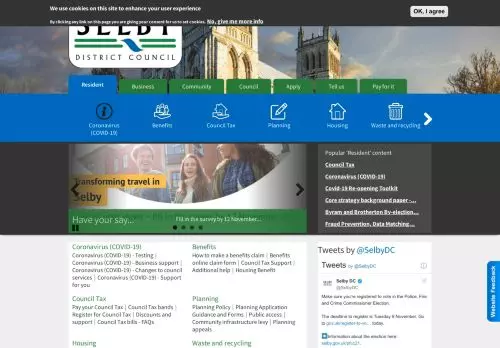 We use cookies on this site to enhance your user experience
By clicking any link on this page you are giving your consent for us to set cookies. No, give me more info
OK, I agree
SELBY
DISTRICT COUNCIL
Resident
Business
Community
Council
Apply
Tell us
Pay for it
Coronavirus (COVID-19)
Benefits
Council Tax
Planning
Housing
Waste and recycling
Transforming travel in
Selby
Have your say...
Fill in the survey by 12 November...
Popular 'Resident' content
Council Tax
Coronavirus (COVID-19)
Covid-19 Re-opening Toolkit
Core strategy background paper -...
Byram and Brotherton By-election...
Fraud Prevention, Data Matching...
Coronavirus (COVID-19)
Coronavirus (COVID-19) - Testing |
Coronavirus (COVID-19) - Business support |
Coronavirus (COVID-19) - Changes to council
services | Coronavirus (COVID-19) - Support
for you
Benefits
How to make a benefits claim | Benefits
online claim form | Council Tax Support |
Additional help | Housing Benefit
Council Tax
Pay your Council Tax | Council Tax bands |
Register for Council Tax | Discounts and
support | Council Tax bills - FAQs
Planning
Planning Policy | Planning Application
Guidance and Forms | Public access |
Community infrastructure levy | Planning
appeals
Housing
Waste and recycling
Tweets by @SelbyDC
Tweets by @SelbyDC
Selby DC
@SelbyDC
Make sure you're registered to vote in the Police, Fire
and Crime Commissioner Election.
The deadline to register is Tuesday 6 November. Go
to today.
Information about the election here:
Website Feedback